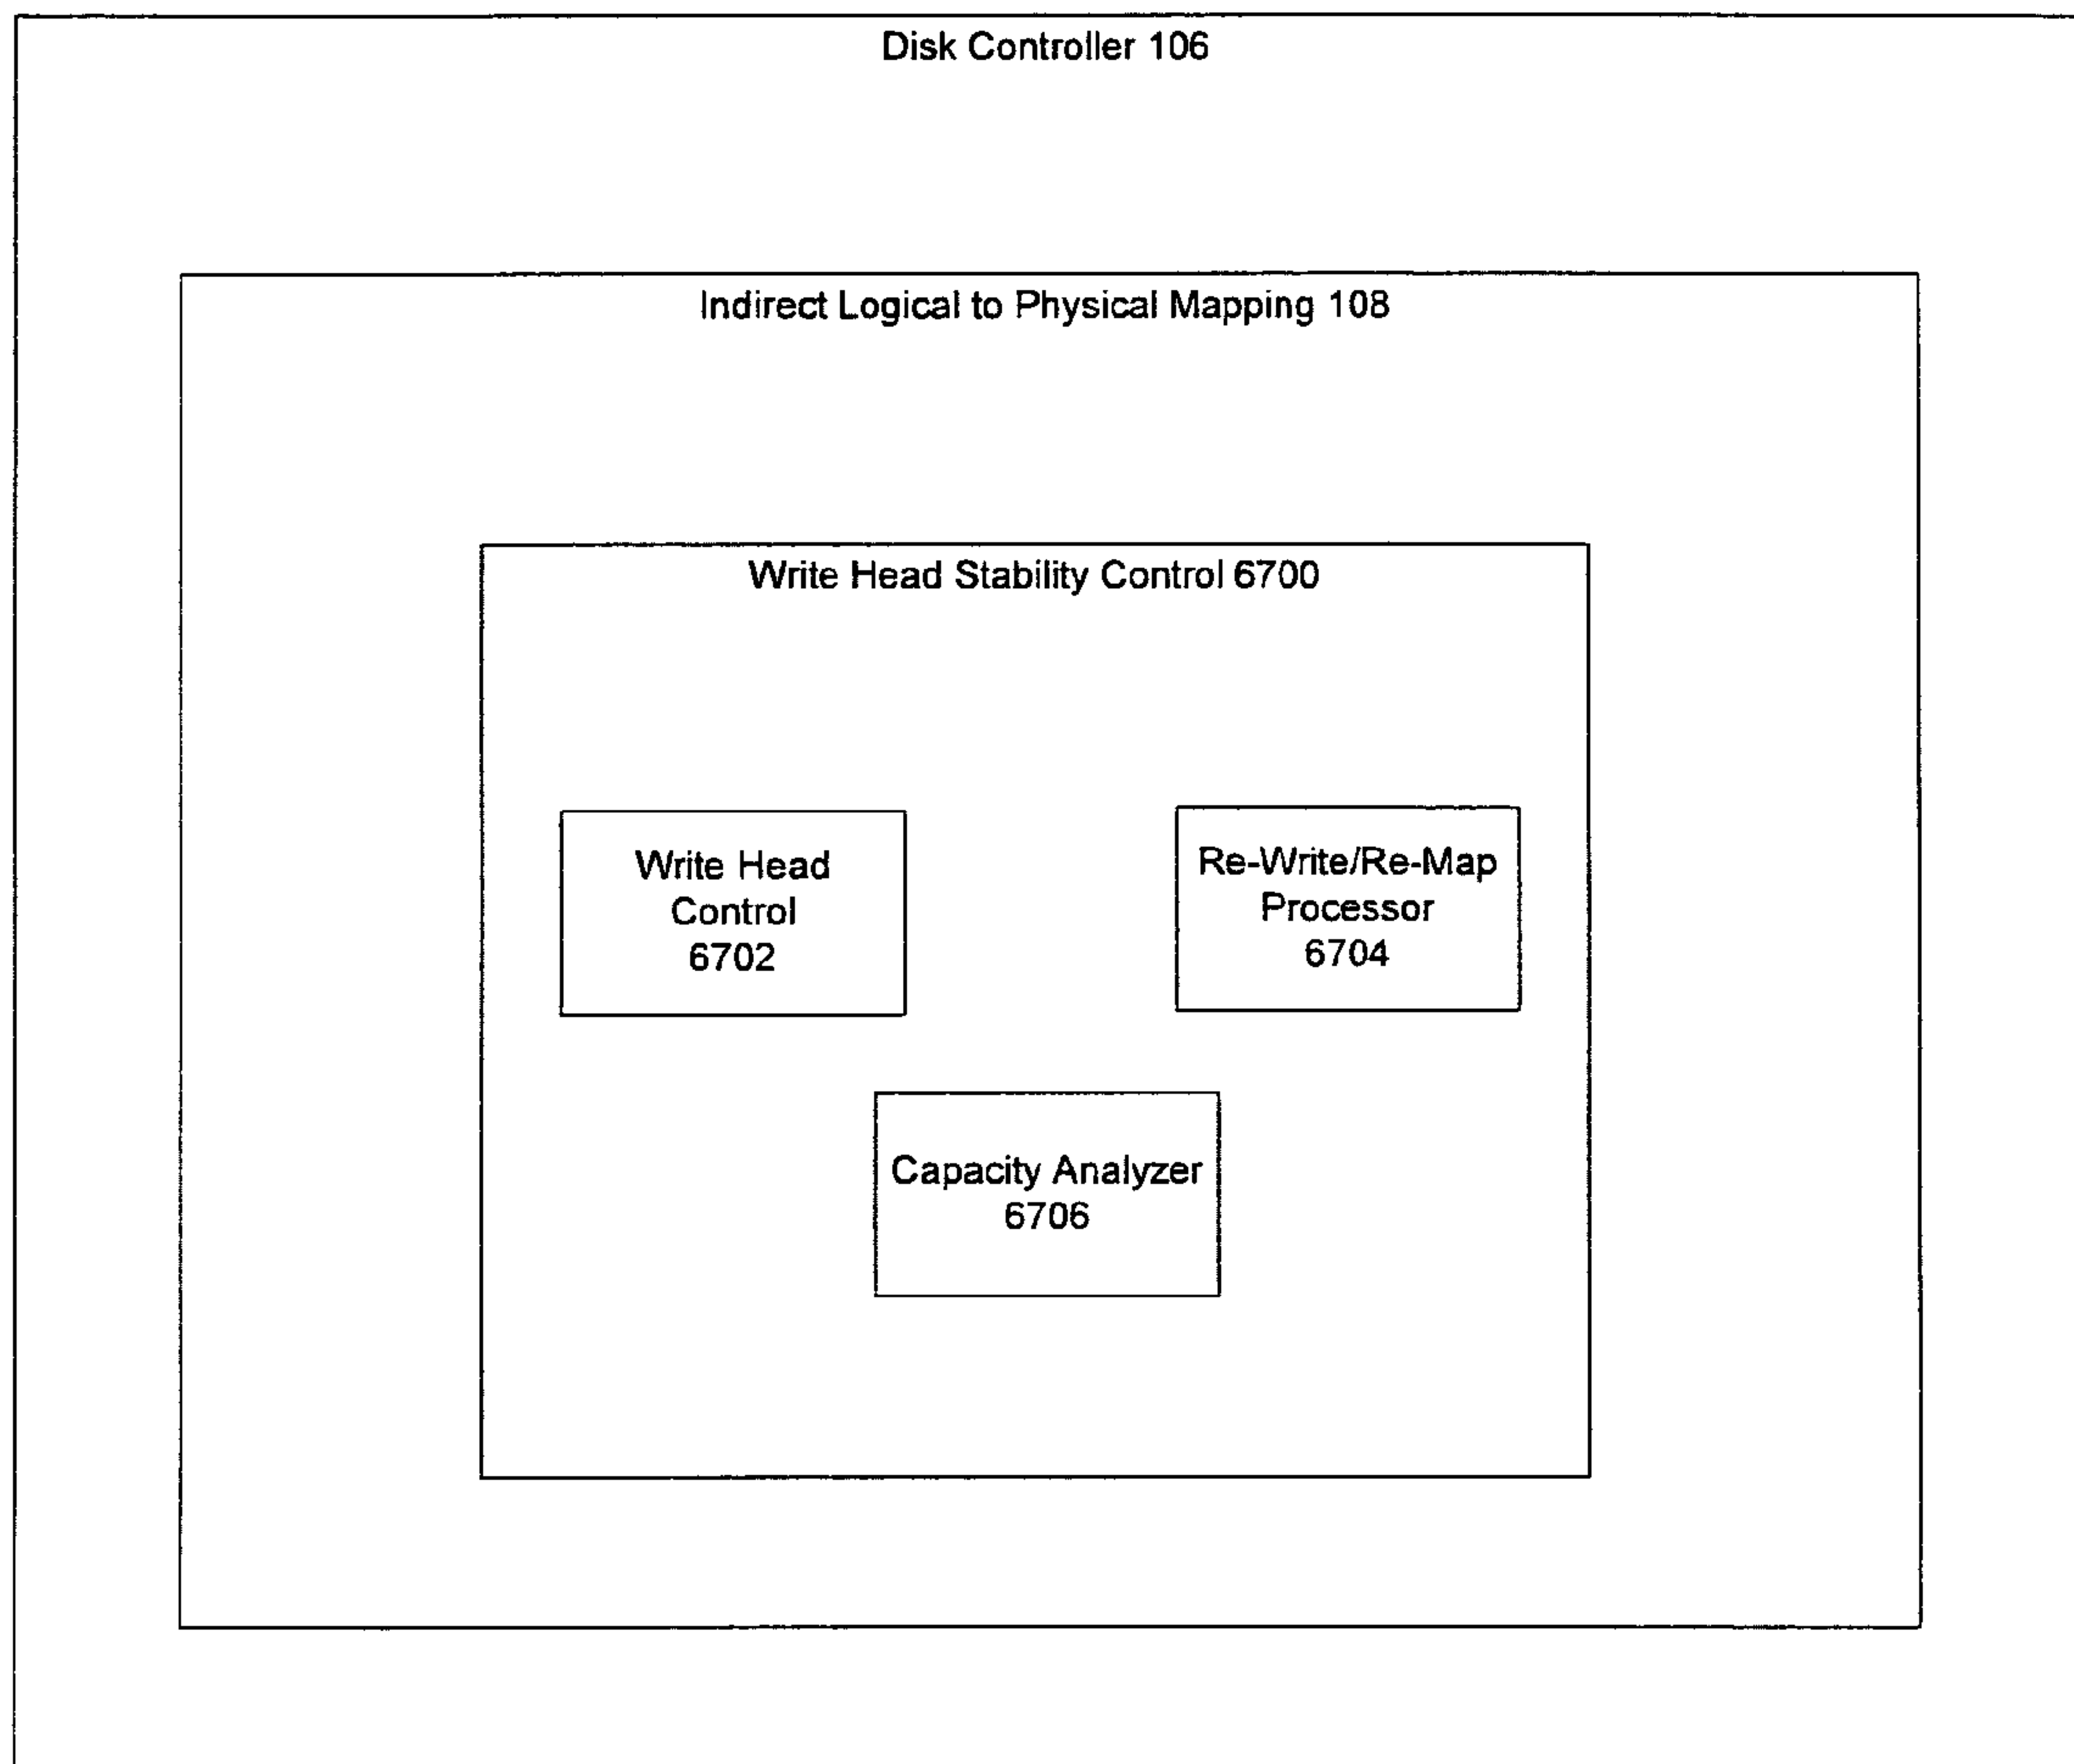 Disk Controller 106
Indirect Logical to Physical Mapping 108
Write Head Stability Control 6700
Write Head
Control
6702
Re-Write/Re-Map
Processor
6704
Capacity Analyzer
6706